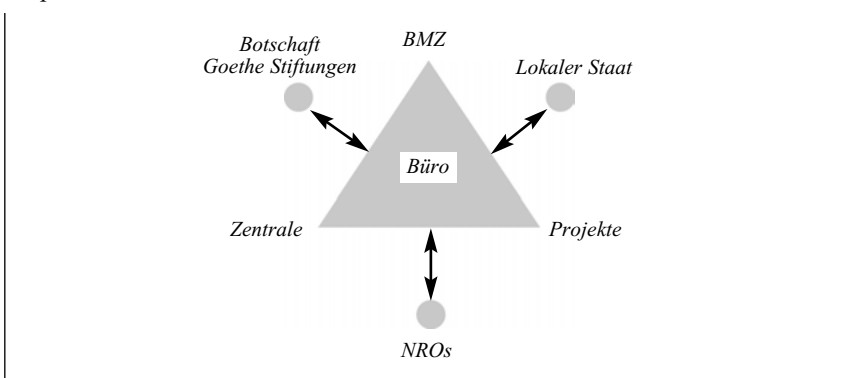 BMZ
Botschaft
Goethe Stiftungen
Lokaler Staat
Büro
Zentrale
Projekte
NROs